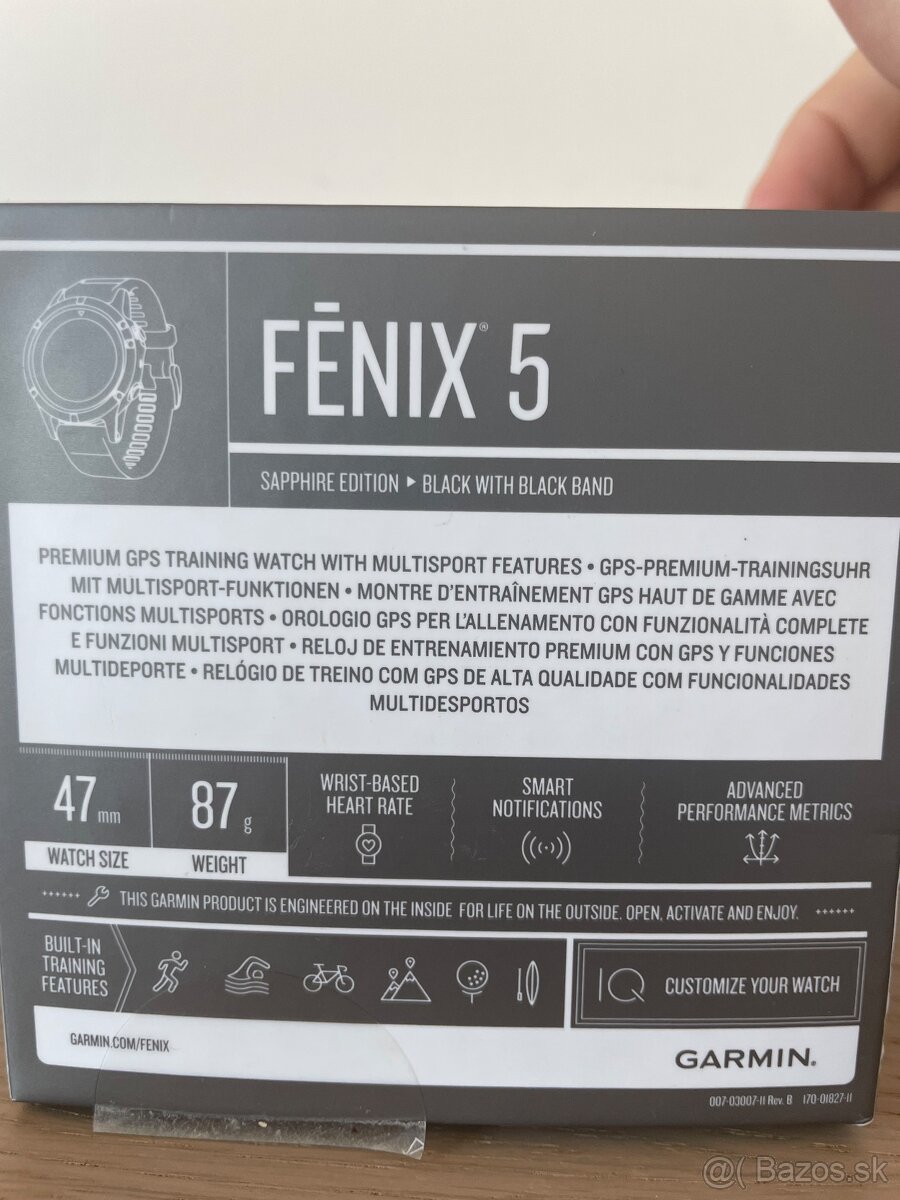 FĒNIX® 5
SAPPHIRE EDITION ▶ BLACK WITH BLACK BAND
PREMIUM GPS TRAINING WATCH WITH MULTISPORT FEATURES • GPS-PREMIUM-TRAININGSUHR
MIT MULTISPORT-FUNKTIONEN • MONTRE D'ENTRAÎNEMENT GPS HAUT DE GAMME AVEC
FONCTIONS MULTISPORTS • OROLOGIO GPS PER L'ALLENAMENTO CON FUNZIONALITÀ COMPLETE
E FUNZIONI MULTISPORT • RELOJ DE ENTRENAMIENTO PREMIUM CON GPS Y FUNCIONES
MULTIDEPORTE • RELÓGIO DE TREINO COM GPS DE ALTA QUALIDADE COM FUNCIONALIDADES
MULTIDESPORTOS
47 mm
WATCH SIZE
87 g
WEIGHT
WRIST-BASED
HEART RATE
SMART
NOTIFICATIONS
ADVANCED
PERFORMANCE METRICS
THIS GARMIN PRODUCT IS ENGINEERED ON THE INSIDE FOR LIFE ON THE OUTSIDE. OPEN, ACTIVATE AND ENJOY.
BUILT-IN
TRAINING
FEATURES
IQ CUSTOMIZE YOUR WATCH
GARMIN.COM/FENIX
GARMIN.
007-03007-11 Rev. B 170-01827-11
@( Bazos.sk